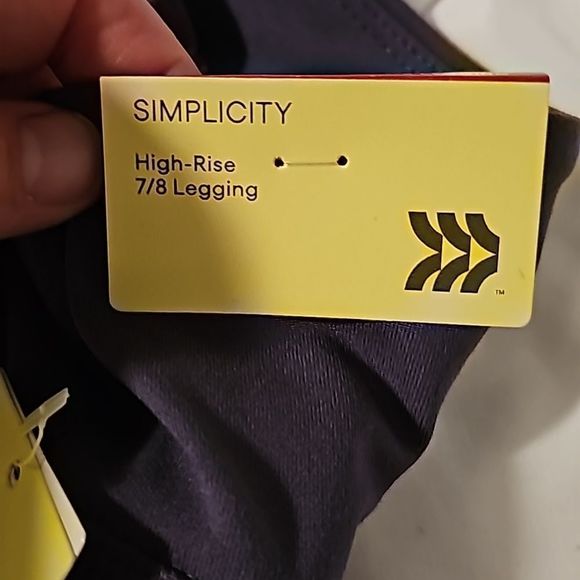 SIMPLICITY
High-Rise
7/8 Legging
TM